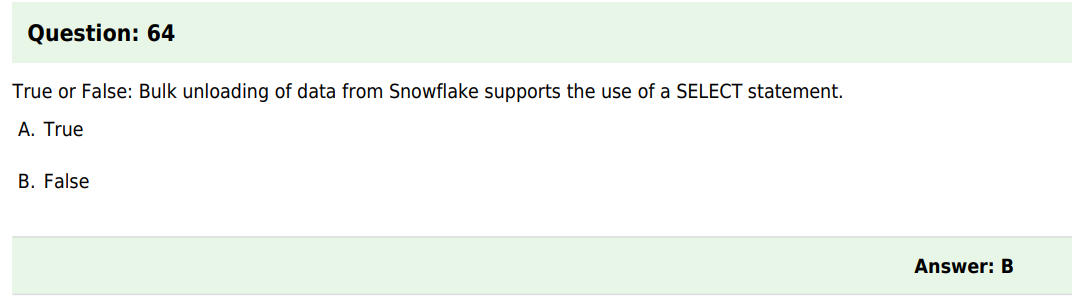 Question: 64
True or False: Bulk unloading of data from Snowflake supports the use of a SELECT statement.
A. True
B. False
Answer: B